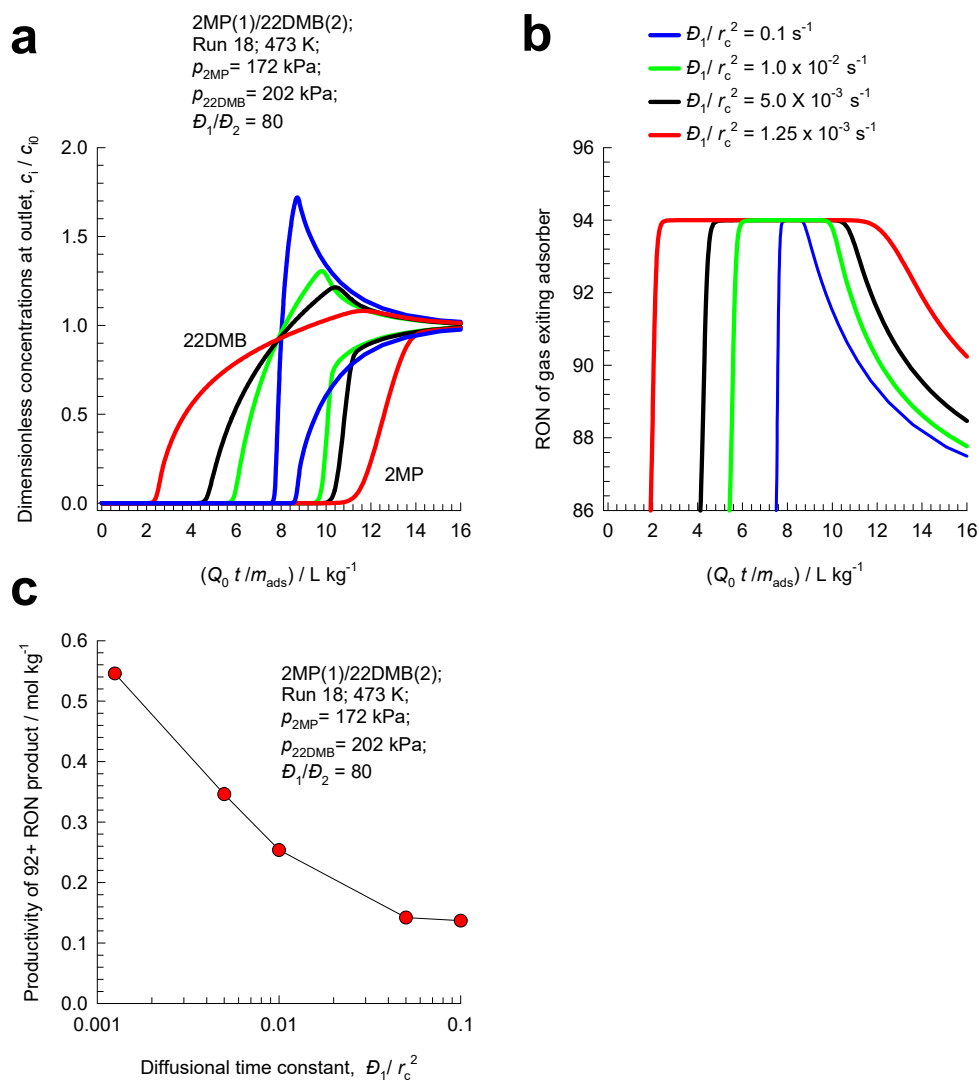 a
2MP(1)/22DMB(2);
Run 18; 473 K;
p2MP= 172 kPa;
p22DMB= 202 kPa;
Đ1/Đ2 = 80
Dimensionless concentrations at outlet, ci / ci0
2.0
1.5
1.0
0.5
0.0
22DMB
2MP
0 2 4 6 8 10 12 14 16
(Q0 t /mads) / L kg-1
b
Đ1/ rc2 = 0.1 s-1
Đ1/ rc2 = 1.0 x 10-2 s-1
Đ1/ rc2 = 5.0 X 10-3 s-1
Đ1/ rc2 = 1.25 x 10-3 s-1
RON of gas exiting adsorber
96
94
92
90
88
86
0 2 4 6 8 10 12 14 16
(Q0 t /mads) / L kg-1
c
Productivity of 92+ RON product / mol kg-1
0.6
0.5
0.4
0.3
0.2
0.1
0.0
2MP(1)/22DMB(2);
Run 18; 473 K;
p2MP= 172 kPa;
p22DMB= 202 kPa;
Đ1/Đ2 = 80
0.001 0.01 0.1
Diffusional time constant, Đ1/ rc2